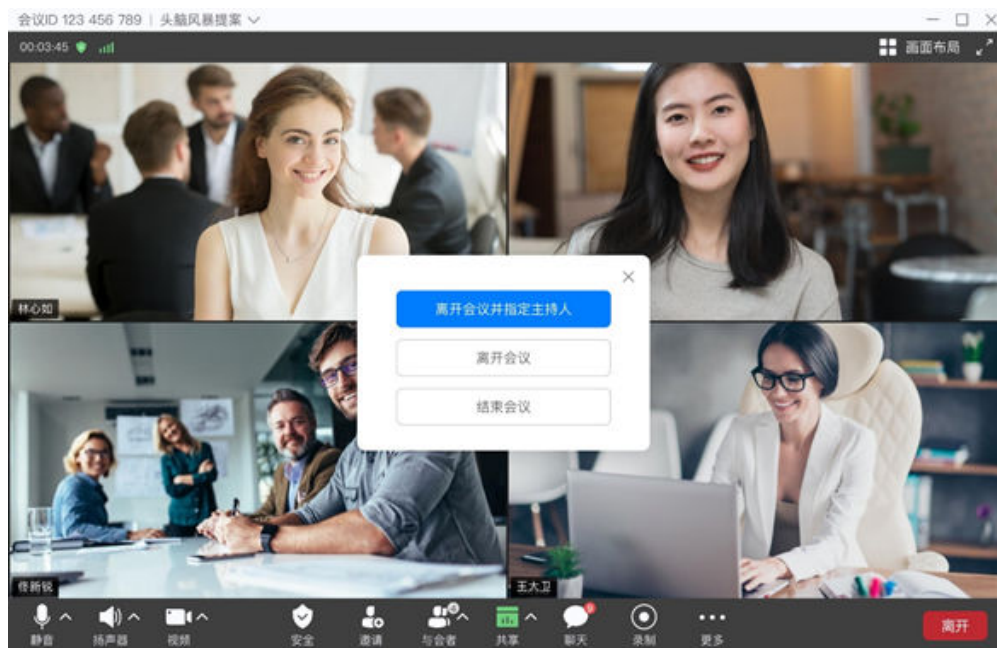 会议ID 123 456 789 | 头脑风暴提案
00:03:45
画面布局
林心如
离开会议并指定主持人
离开会议
结束会议
佟新锐
王大卫
静音
扬声器
视频
安全
邀请
与会者
共享
聊天
录制
更多
离开